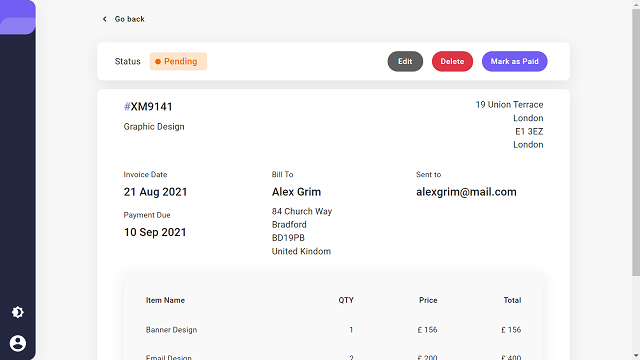 Go back
Status Pending Edit Delete Mark as Paid
#XM9141 19 Union Terrace
Graphic Design London
E1 3EZ
London
Invoice Date Bill To Sent to
21 Aug 2021 Alex Grim alexgrim@mail.com
Payment Due 84 Church Way
10 Sep 2021 Bradford
BD19PB
United Kindom
Item Name QTY Price Total
Banner Design 1 £ 156 £ 156
Email Design 2 £ 200 £ 400